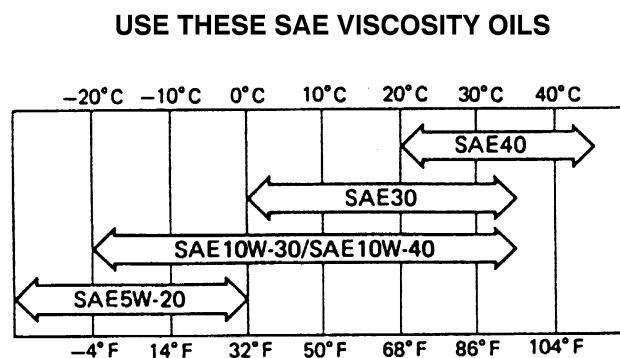 USE THESE SAE VISCOSITY OILS
−20°C −10°C 0°C 10°C 20°C 30°C 40°C
SAE40
SAE30
SAE10W-30/SAE10W-40
SAE5W-20
−4°F 14°F 32°F 50°F 68°F 86°F 104°F